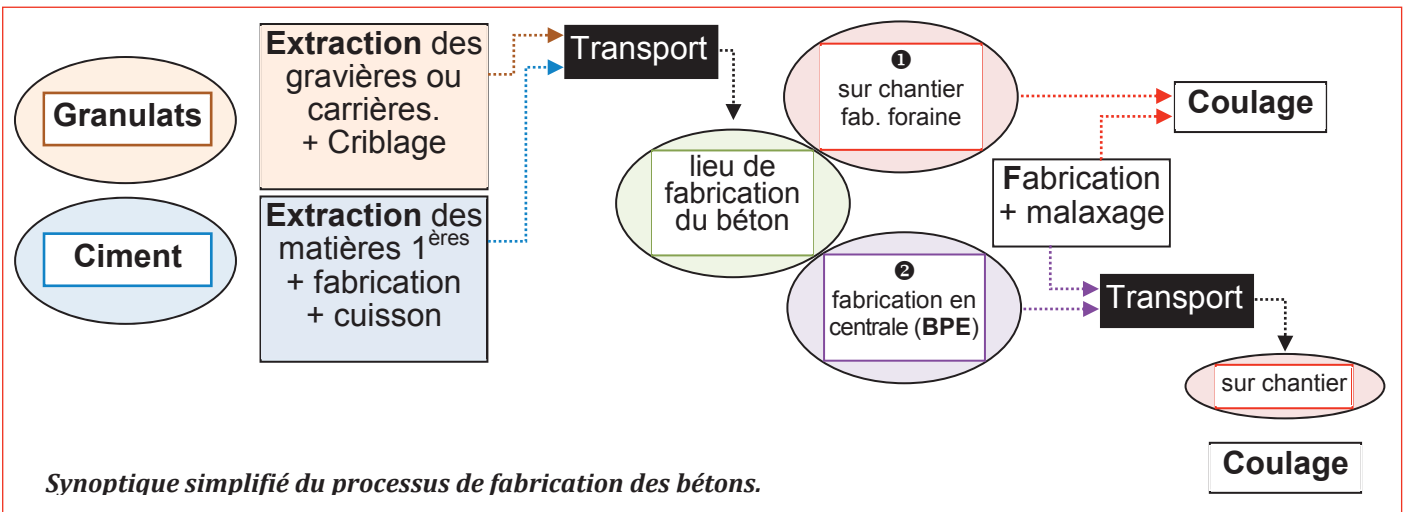 Granulats
Extraction des
gravières ou
carrières.
+ Criblage
Ciment
Extraction des
matières 1ères
+ fabrication
+ cuisson
Transport
lieu de
fabrication
du béton
❶
sur chantier
fab. foraine
❷
fabrication en
centrale (BPE)
Fabrication
+ malaxage
Coulage
Transport
sur chantier
Coulage
Synoptique simplifié du processus de fabrication des bétons.